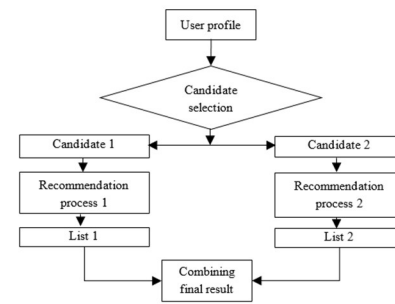 User profile
Candidate
selection
Candidate 1
Candidate 2
Recommendation
process 1
Recommendation
process 2
List 1
List 2
Combining
final result